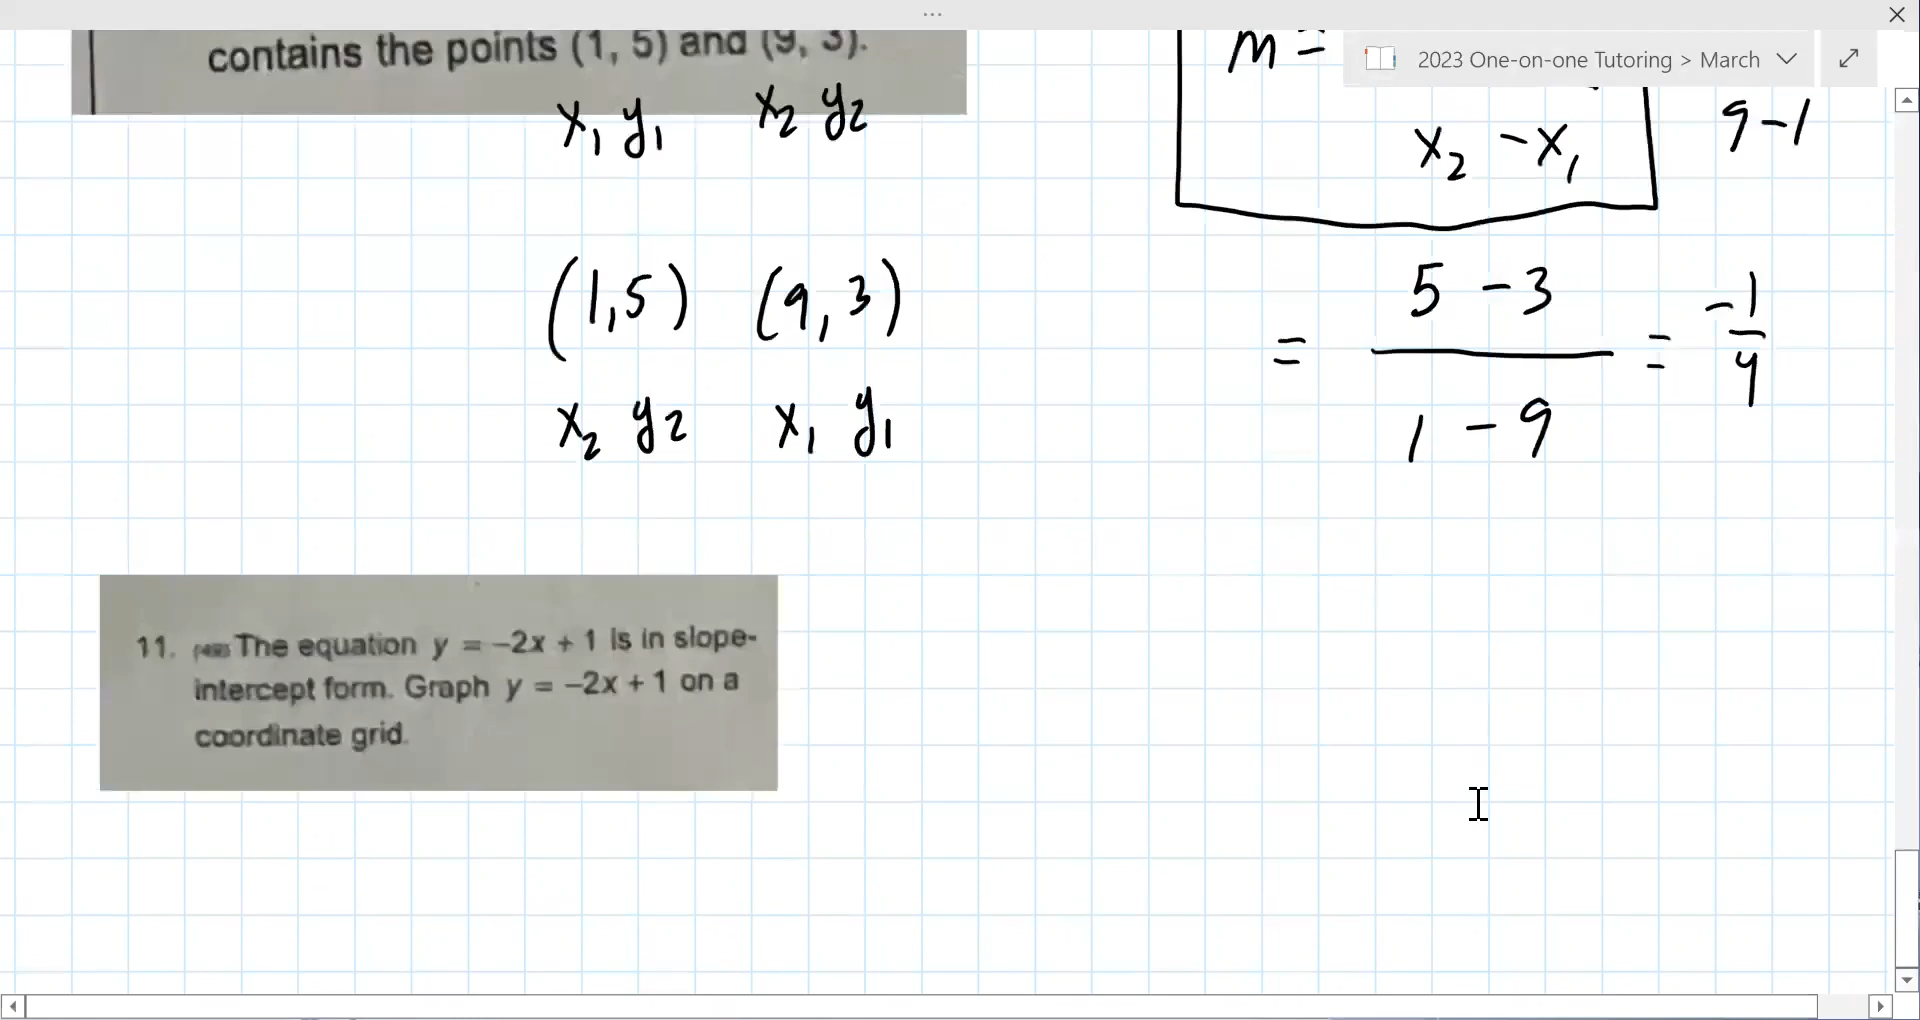 contains the points (1, 5) and (9, 3).
m =
2023 One-on-one Tutoring > March
x₁ y₁ x₂ y₂
x₂ - x₁
9 - 1
(1,5) (9,3)
x₂ y₂ x₁ y₁
= 5 - 3 / 1 - 9 = -1/4
11. The equation y = -2x + 1 is in slope-
intercept form. Graph y = -2x + 1 on a
coordinate grid.